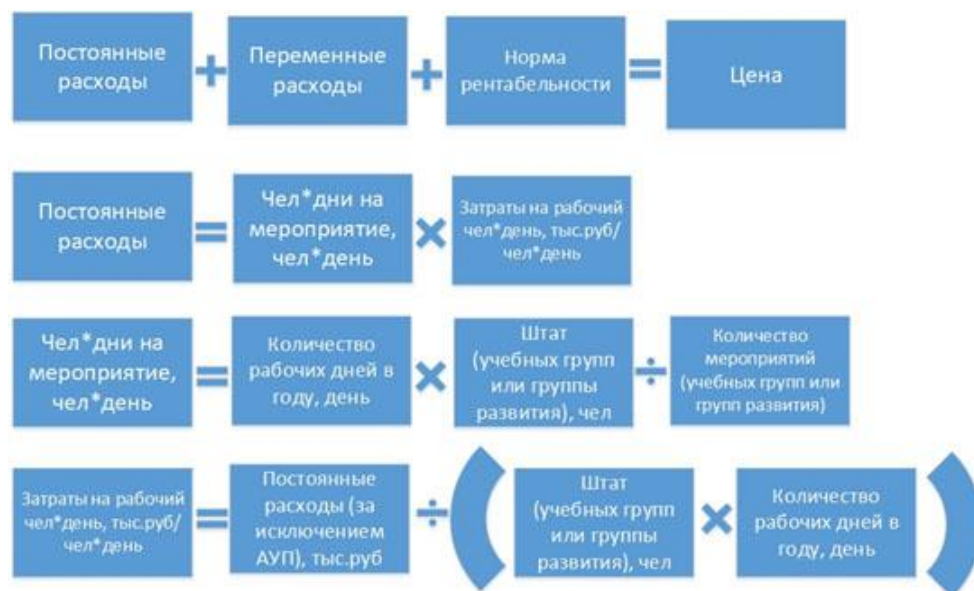 Постоянные
расходы
+
Переменные
расходы
+
Норма
рентабельности
=
Цена
Постоянные
расходы
=
Чел*дни на
мероприятие,
чел*день
×
Затраты на рабочий
чел*день, тыс.руб/
чел*день
Чел*дни на
мероприятие,
чел*день
=
Количество
рабочих дней в
году, день
×
Штат
(учебных групп
или группы
развития), чел
÷
Количество
мероприятий
(учебных групп или
групп развития)
Затраты на рабочий
чел*день, тыс.руб/
чел*день
=
Постоянные
расходы (за
исключением
АУП), тыс.руб
÷
(
Штат
(учебных групп
или группы
развития), чел
×
Количество
рабочих дней в
году, день
)